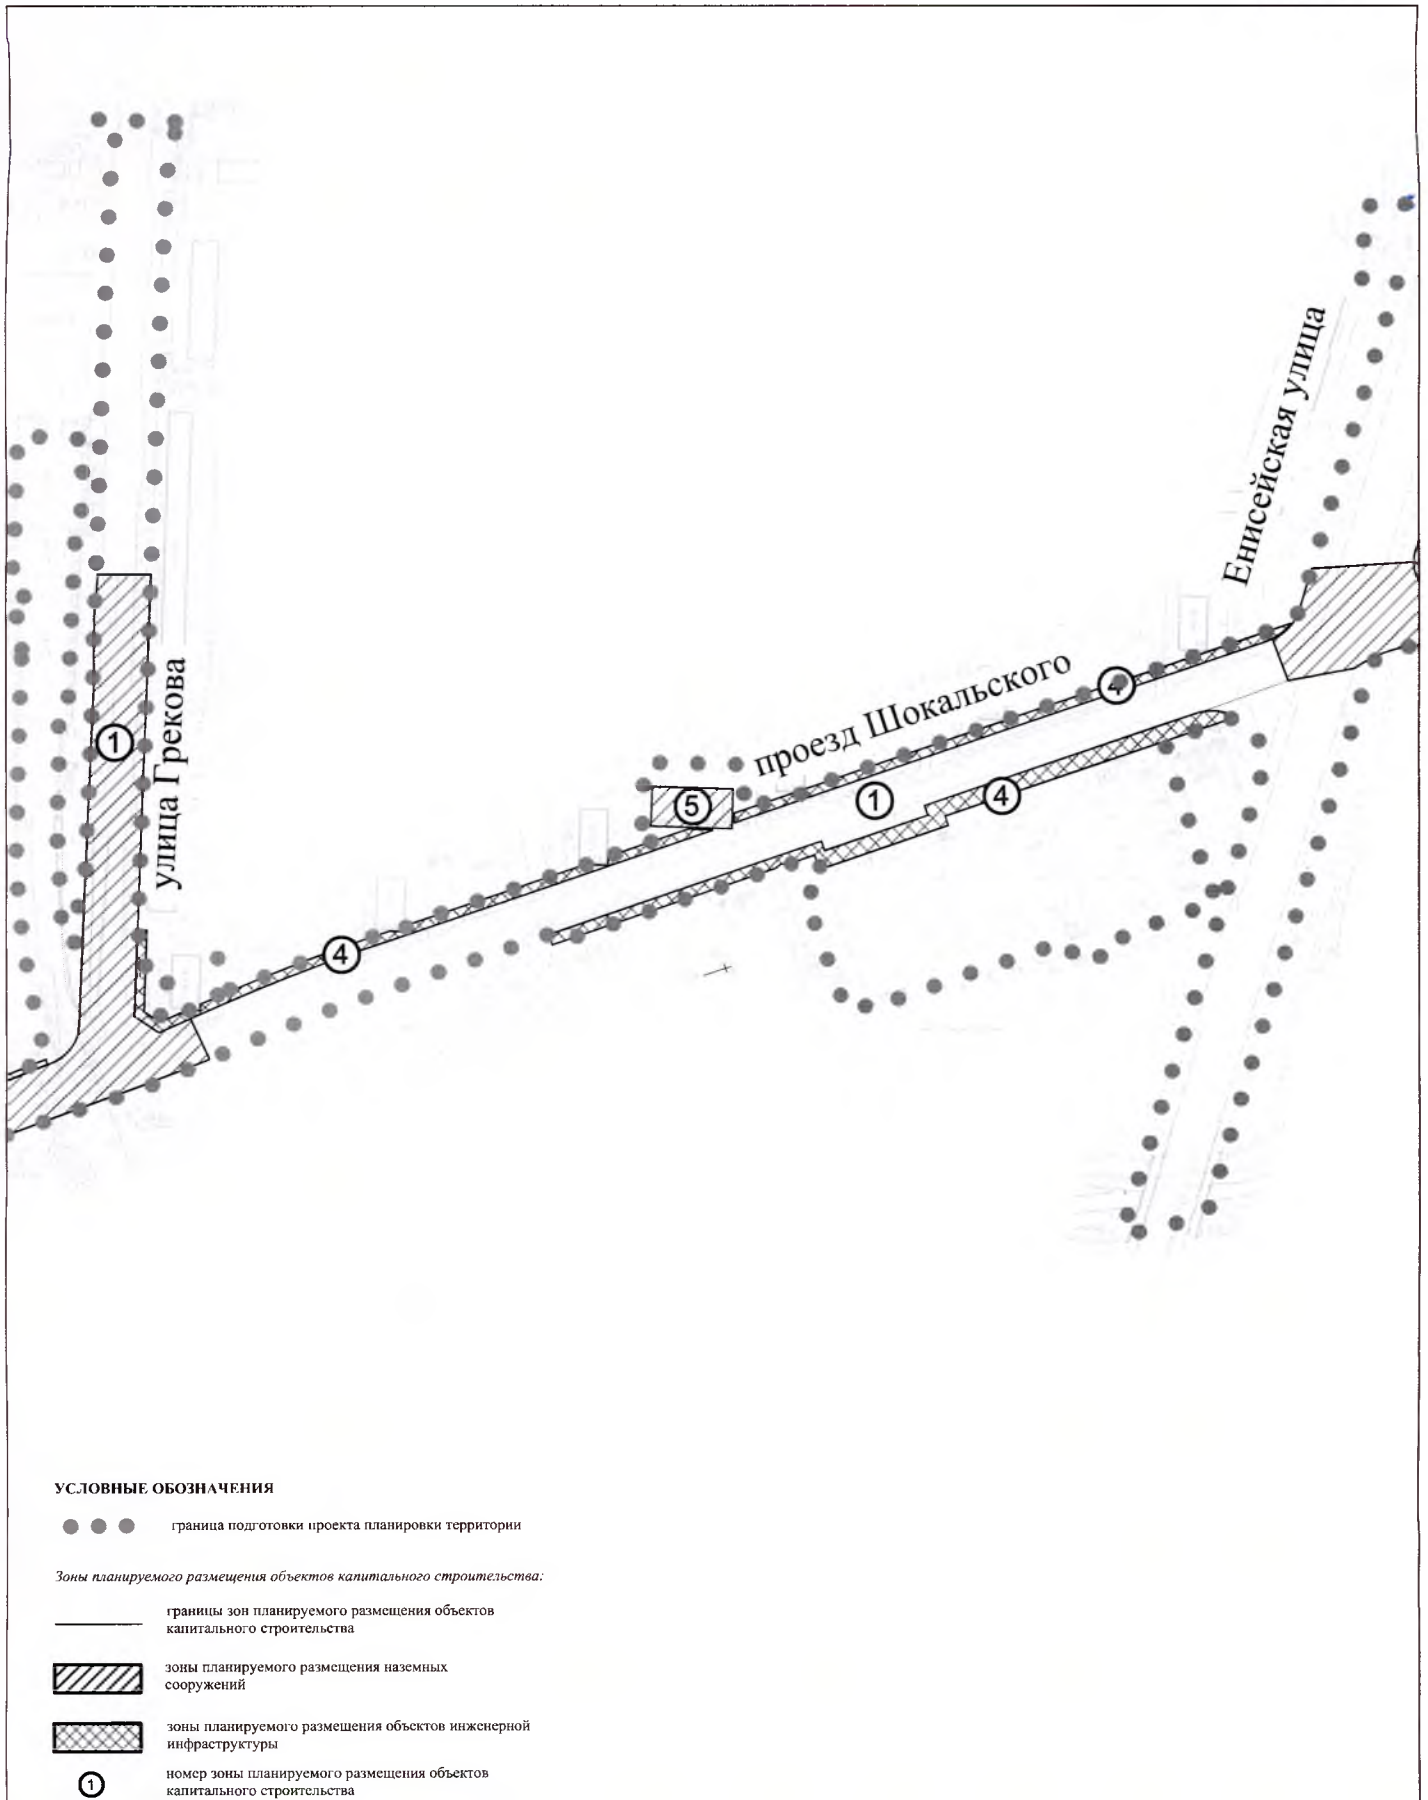 Енисейская улица
улица Грекова
проезд Шокальского
1
4
5
1
4
4
УСЛОВНЫЕ ОБОЗНАЧЕНИЯ
граница подготовки проекта планировки территории
Зоны планируемого размещения объектов капитального строительства:
границы зон планируемого размещения объектов
капитального строительства
зоны планируемого размещения наземных
сооружений
зоны планируемого размещения объектов инженерной
инфраструктуры
1
номер зоны планируемого размещения объектов
капитального строительства